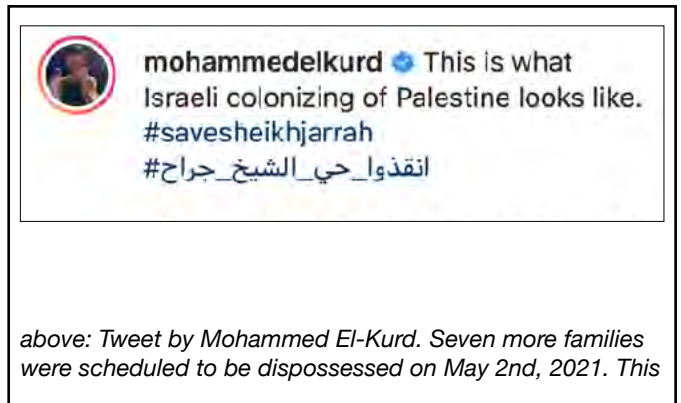 mohammedelkurd This is what
Israeli colonizing of Palestine looks like.
#savesheikhjarrah
#انقذوا_حي_الشيخ_جراح
above: Tweet by Mohammed El-Kurd. Seven more families
were scheduled to be dispossessed on May 2nd, 2021. This